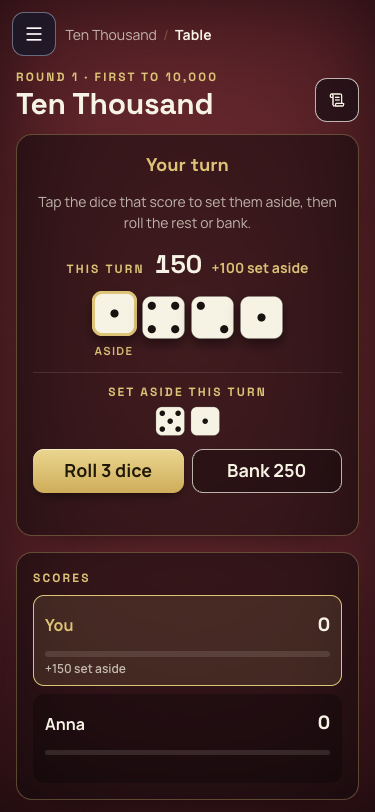 Ten Thousand / Table
ROUND 1 · FIRST TO 10,000
Ten Thousand
Your turn
Tap the dice that score to set them aside, then
roll the rest or bank.
THIS TURN 150 +100 set aside
ASIDE
SET ASIDE THIS TURN
Roll 3 dice
Bank 250
SCORES
You 0
+150 set aside
Anna 0